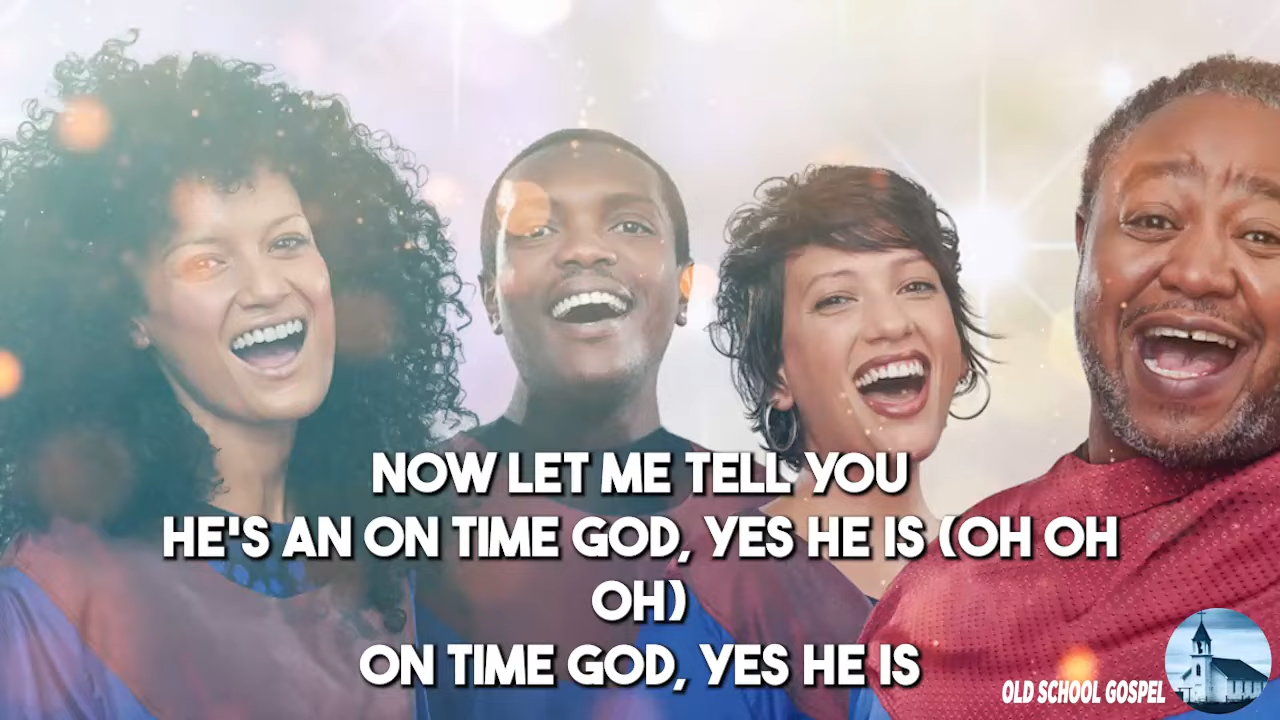 NOW LET ME TELL YOU
HE'S AN ON TIME GOD, YES HE IS (OH OH
OH)
ON TIME GOD, YES HE IS
OLD SCHOOL GOSPEL